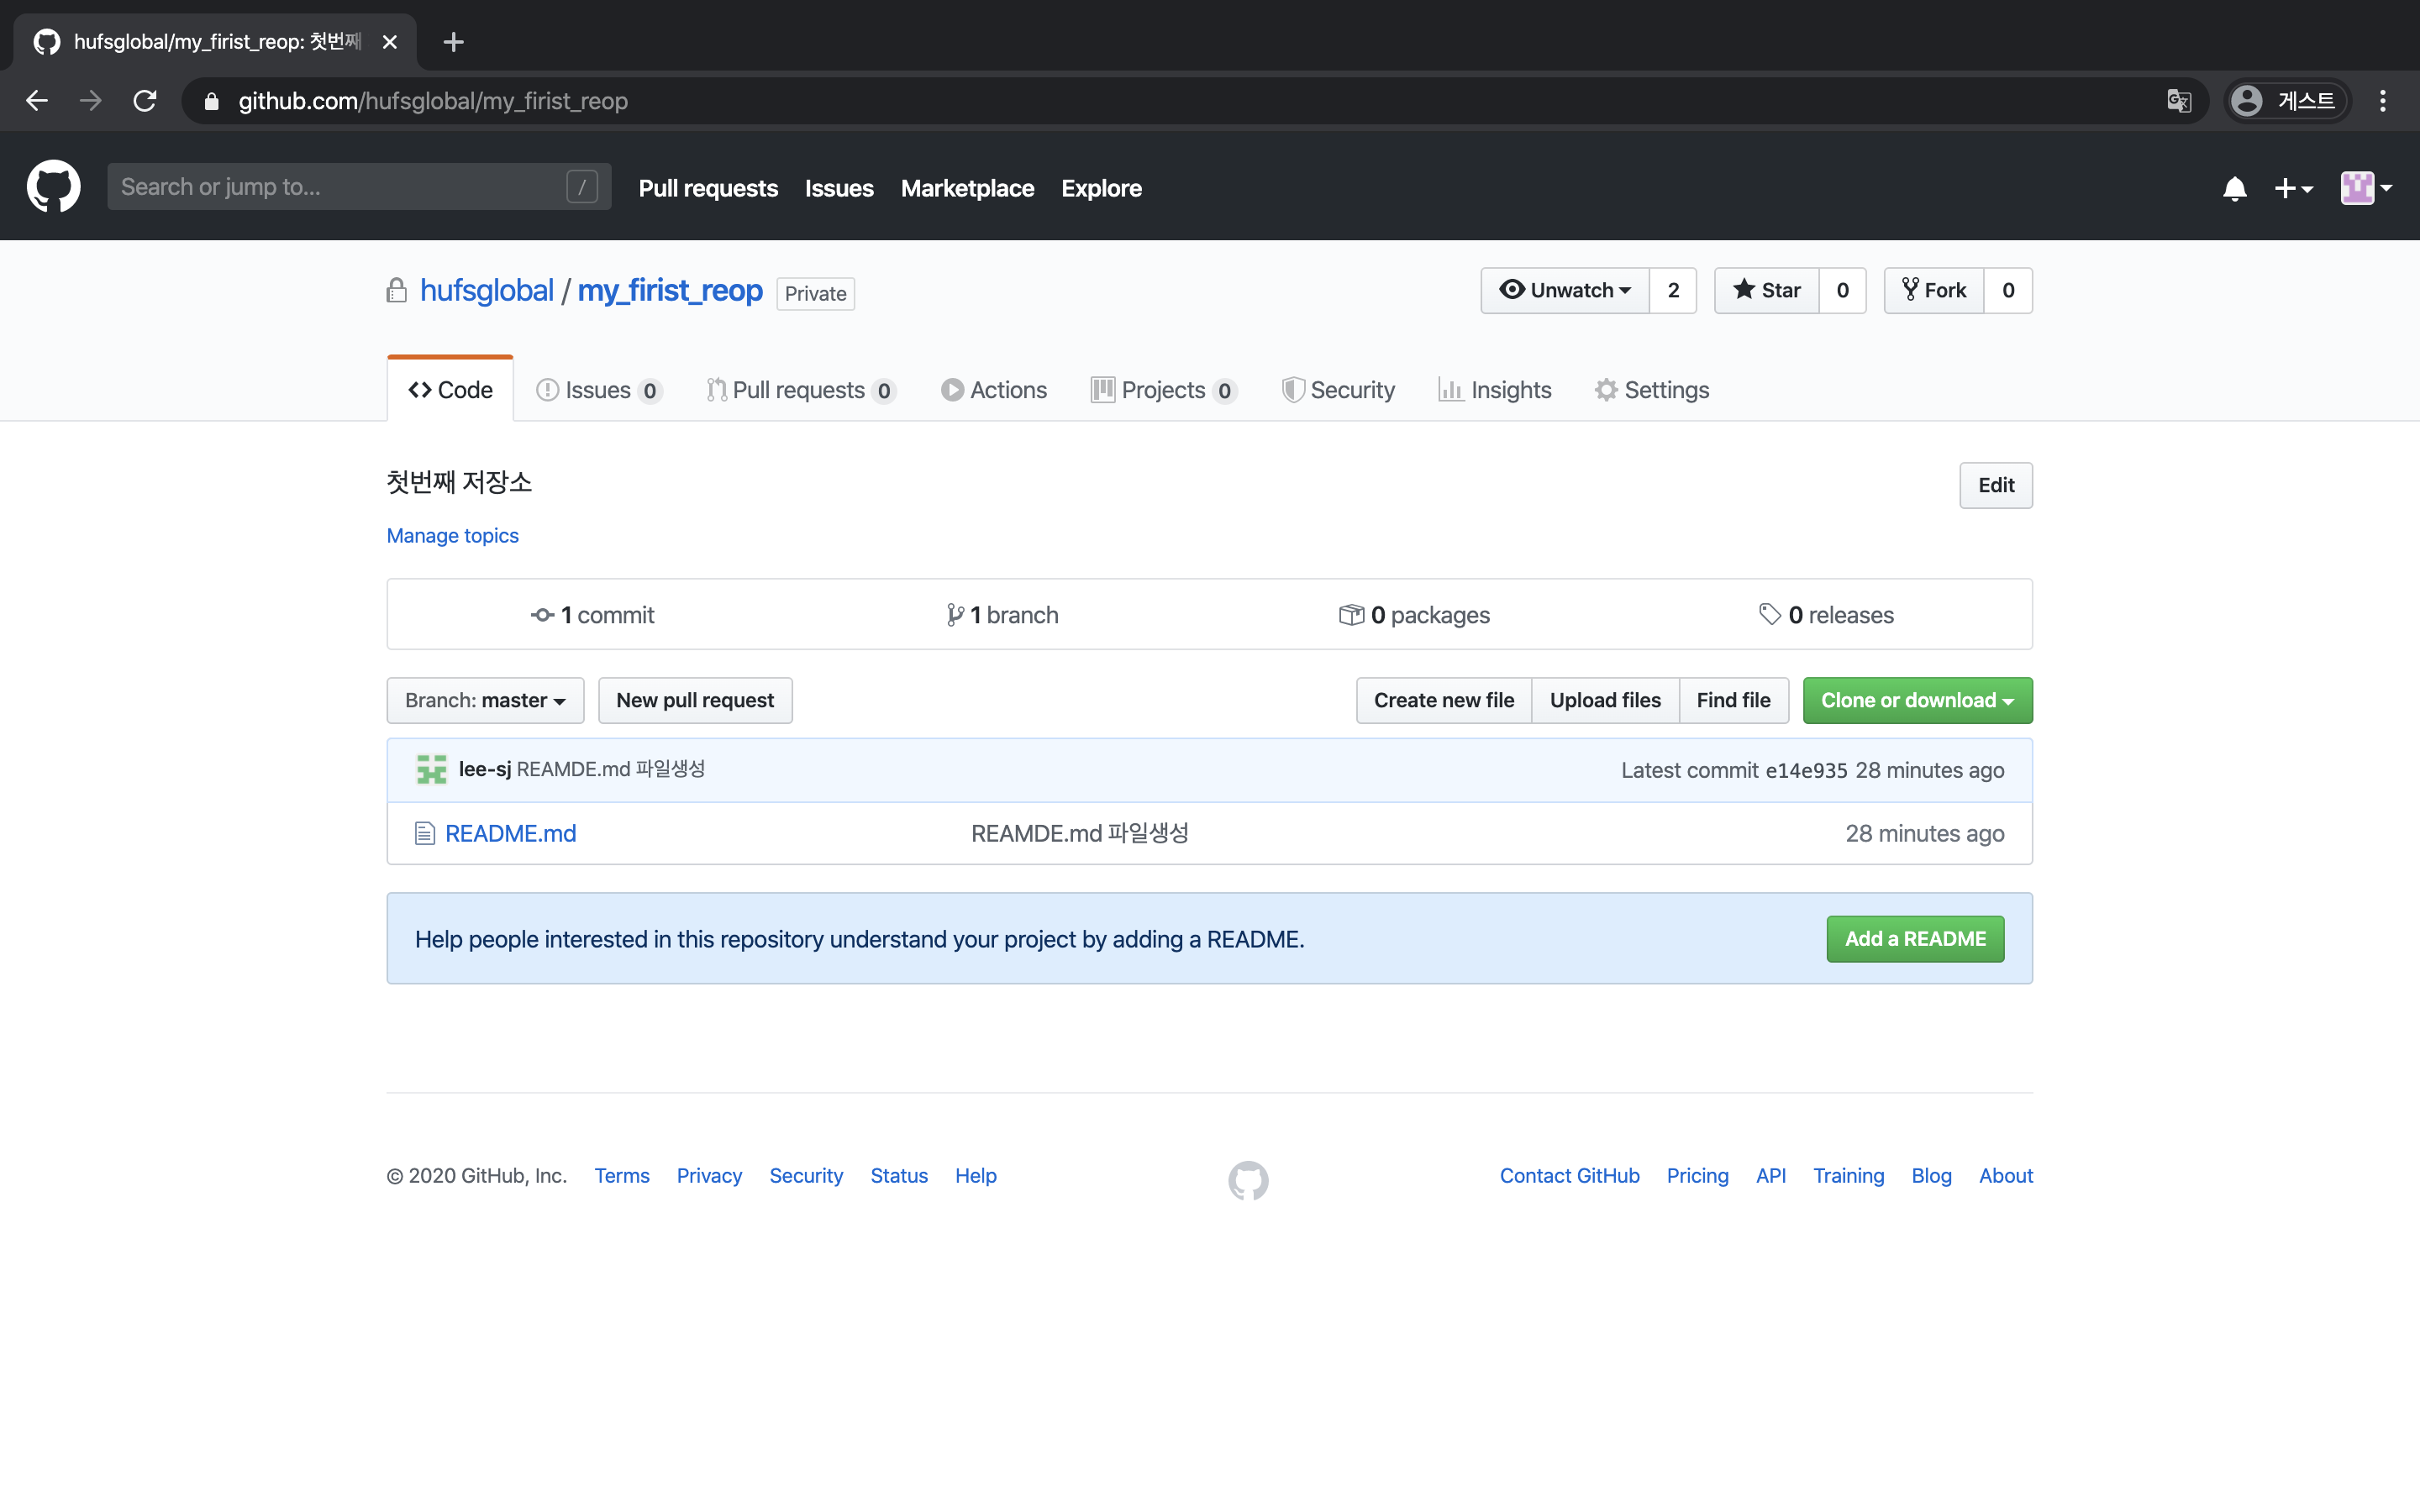 hufsglobal/my_firist_reop: 첫번째
github.com/hufsglobal/my_firist_reop
게스트
Search or jump to...
/
Pull requests Issues Marketplace Explore
hufsglobal / my_firist_reop Private
Unwatch 2 Star 0 Fork 0
Code Issues 0 Pull requests 0 Actions Projects 0 Security Insights Settings
첫번째 저장소
Edit
Manage topics
1 commit 1 branch 0 packages 0 releases
Branch: master New pull request Create new file Upload files Find file Clone or download
lee-sj REAMDE.md 파일생성 Latest commit e14e935 28 minutes ago
README.md REAMDE.md 파일생성 28 minutes ago
Help people interested in this repository understand your project by adding a README. Add a README
© 2020 GitHub, Inc. Terms Privacy Security Status Help Contact GitHub Pricing API Training Blog About